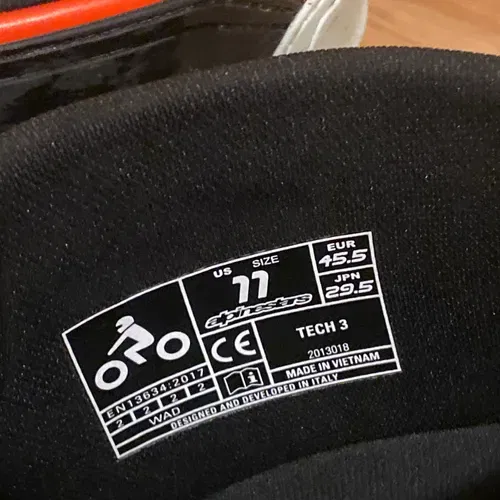 US SIZE
11
alpinestars
EUR
45.5
JPN
29.5
CE
TECH 3
2013018
EN13634:2017
2 2 2 2
WAD
MADE IN VIETNAM
DESIGNED AND DEVELOPED IN ITALY